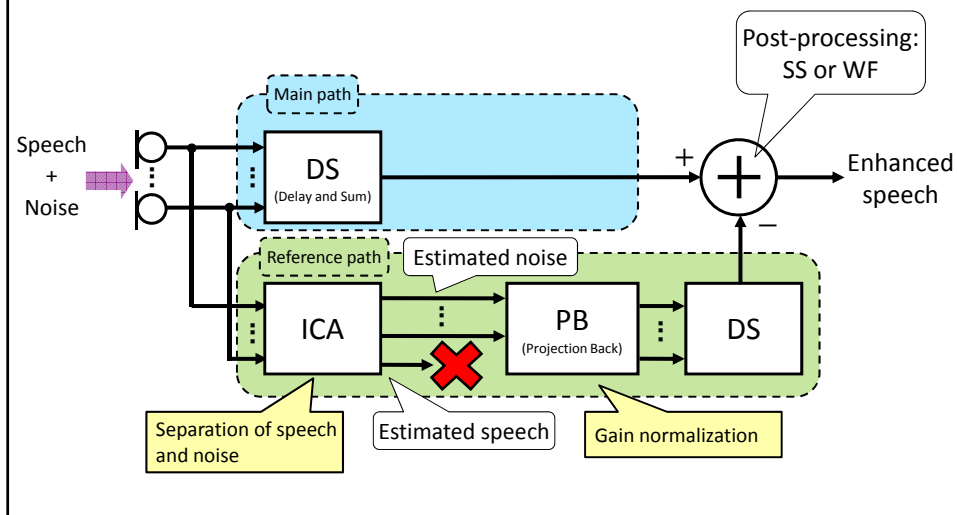 Post-processing:
SS or WF
Main path
Speech
+
Noise
DS
(Delay and Sum)
+
Enhanced
speech
−
Reference path
Estimated noise
ICA
PB
(Projection Back)
DS
Separation of speech
and noise
Estimated speech
Gain normalization